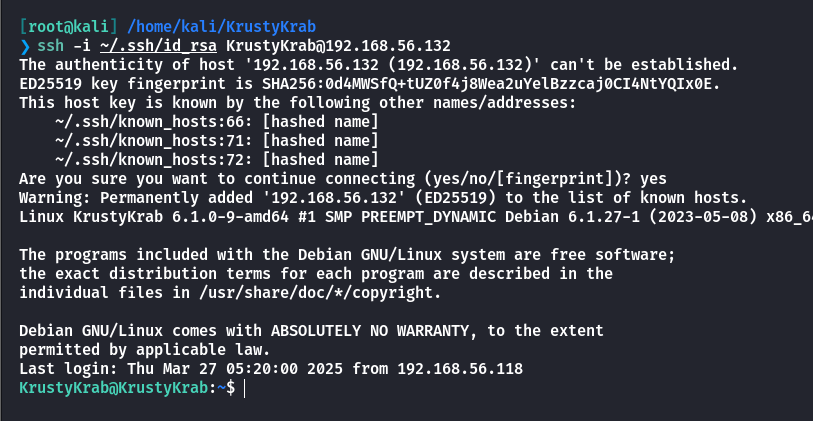 [root@kali] /home/kali/KrustyKrab
❯ ssh -i ~/.ssh/id_rsa KrustyKrab@192.168.56.132
The authenticity of host '192.168.56.132 (192.168.56.132)' can't be established.
ED25519 key fingerprint is SHA256:0d4MWSfQ+tUZ0f4j8Wea2uYelBzzcaj0CI4NtYQIx0E.
This host key is known by the following other names/addresses:
    ~/.ssh/known_hosts:66: [hashed name]
    ~/.ssh/known_hosts:71: [hashed name]
    ~/.ssh/known_hosts:72: [hashed name]
Are you sure you want to continue connecting (yes/no/[fingerprint])? yes
Warning: Permanently added '192.168.56.132' (ED25519) to the list of known hosts.
Linux KrustyKrab 6.1.0-9-amd64 #1 SMP PREEMPT_DYNAMIC Debian 6.1.27-1 (2023-05-08) x86_64

The programs included with the Debian GNU/Linux system are free software;
the exact distribution terms for each program are described in the
individual files in /usr/share/doc/*/copyright.

Debian GNU/Linux comes with ABSOLUTELY NO WARRANTY, to the extent
permitted by applicable law.
Last login: Thu Mar 27 05:20:00 2025 from 192.168.56.118
KrustyKrab@KrustyKrab:~$